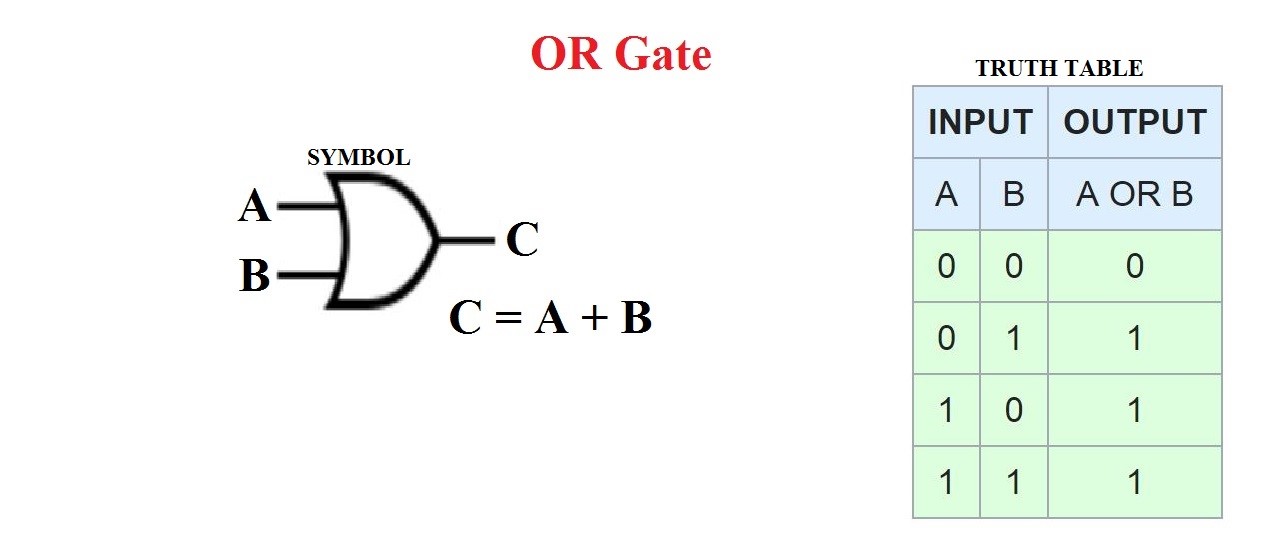 OR Gate
SYMBOL
A
B
C
C = A + B
TRUTH TABLE
INPUT OUTPUT
A B A OR B
0 0 0
0 1 1
1 0 1
1 1 1